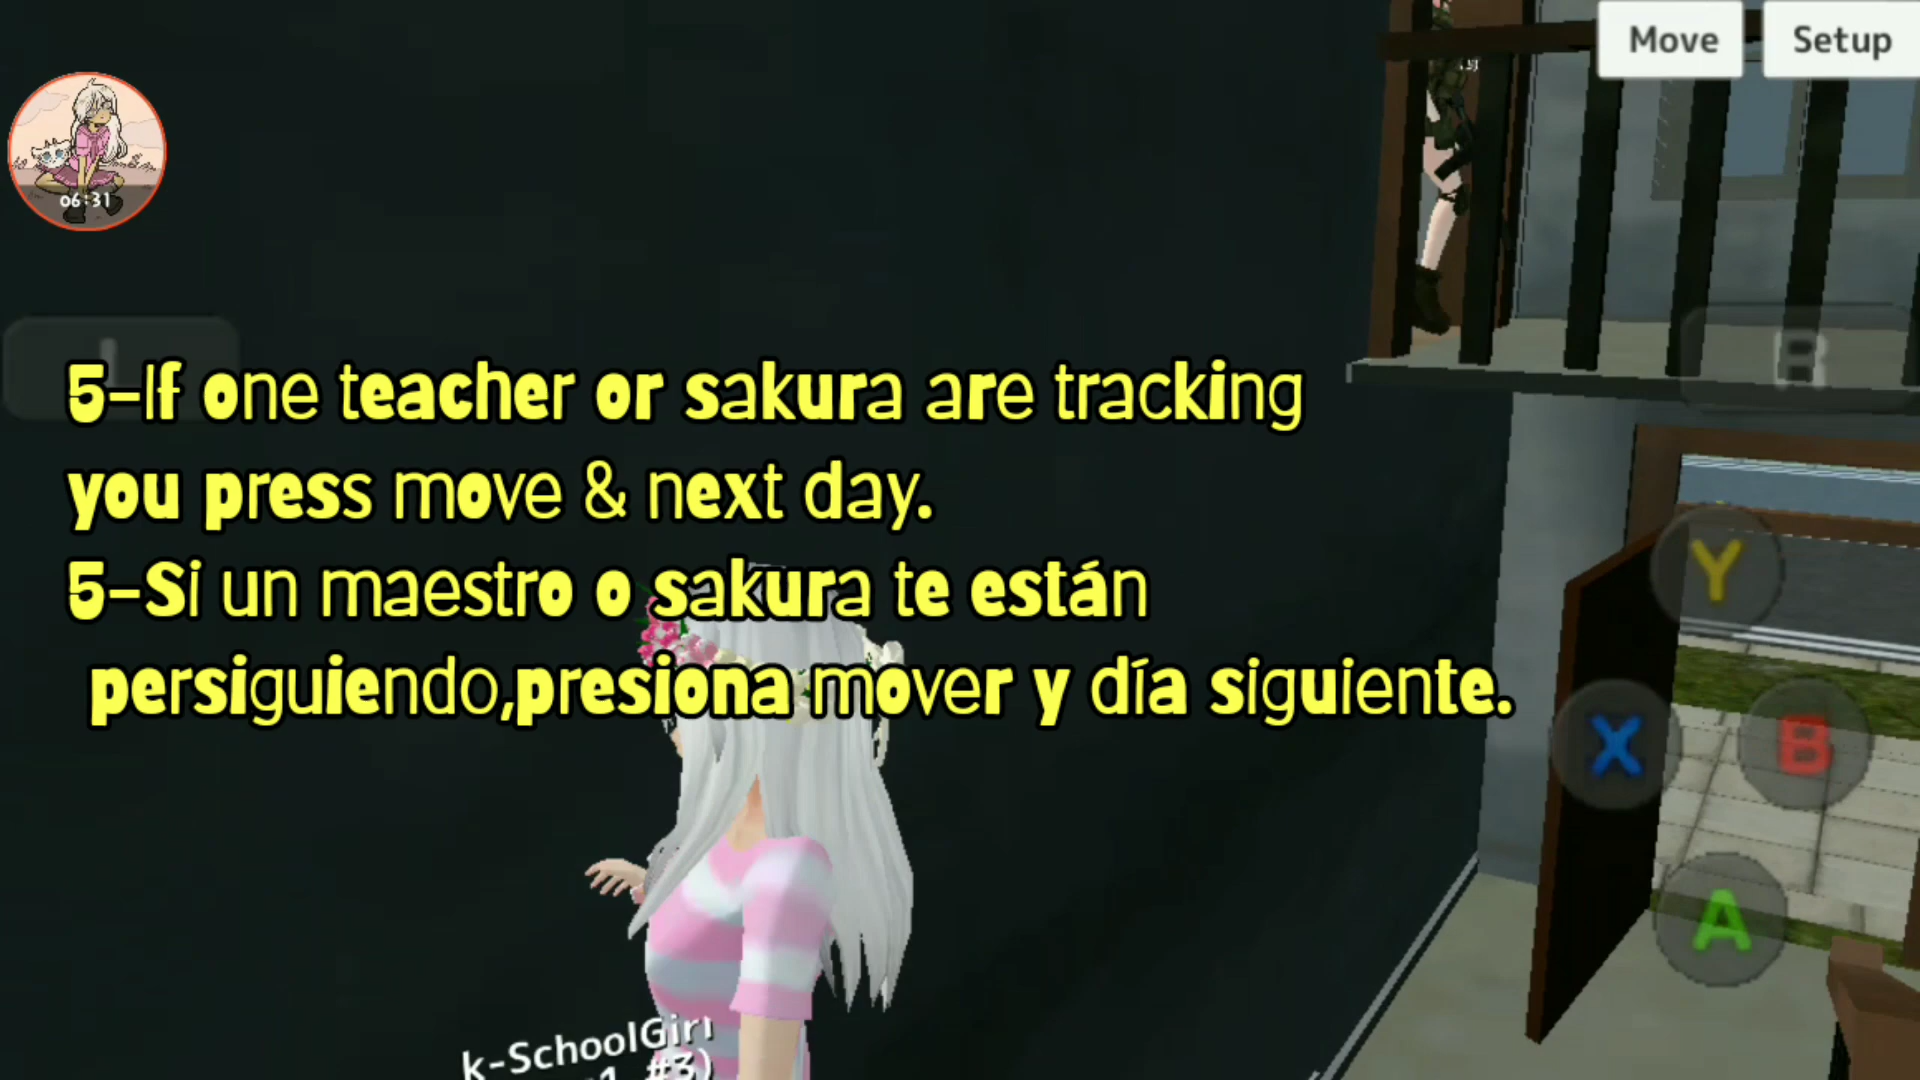 Move
Setup
06:31
R
5-If one teacher or sakura are tracking
you press move & next day.
5-Si un maestro o sakura te están
persiguiendo,presiona mover y día siguiente.
Y
X
B
A
k-SchoolGirl
#3)